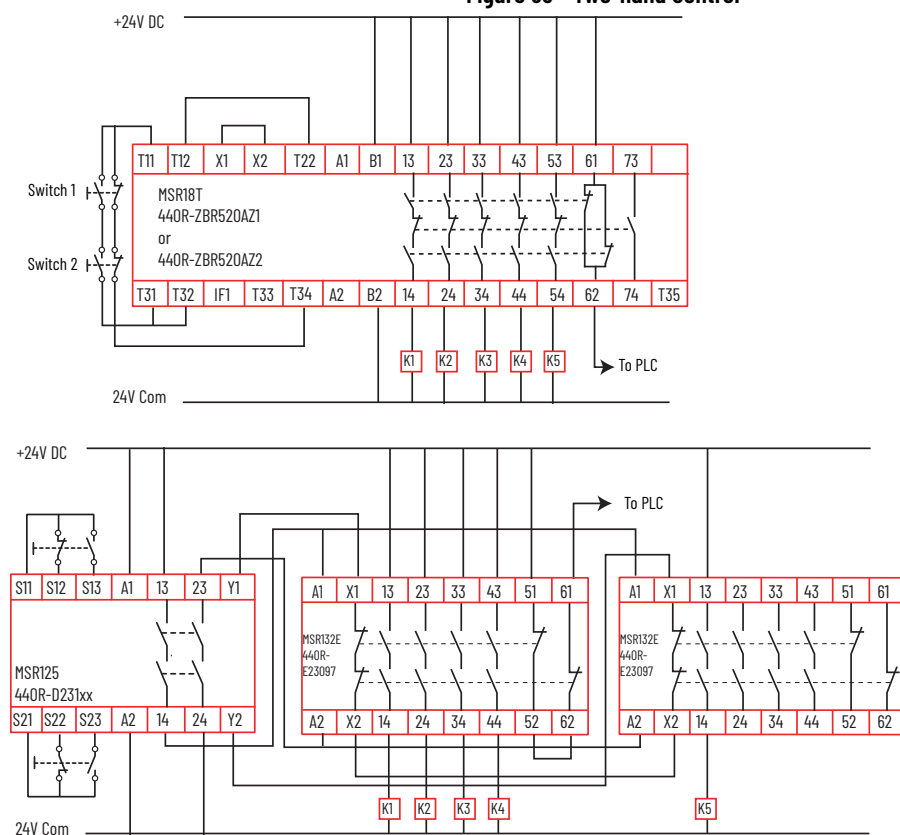 Figure 60 - Two-hand Control
+24V DC
T11 T12 X1 X2 T22 A1 B1 13 23 33 43 53 61 73
Switch 1
MSR18T
440R-ZBR520AZ1
or
440R-ZBR520AZ2
Switch 2
T31 T32 IF1 T33 T34 A2 B2 14 24 34 44 54 62 74 T35
K1 K2 K3 K4 K5
To PLC
24V Com
+24V DC
To PLC
S11 S12 S13 A1 13 23 Y1
A1 X1 13 23 33 43 51 61
A1 X1 13 23 33 43 51 61
MSR125
440R-D231xx
MSR132E
440R-
E23097
MSR132E
440R-
E23097
S21 S22 S23 A2 14 24 Y2
A2 X2 14 24 34 44 52 62
A2 X2 14 24 34 44 52 62
K1 K2 K3 K4 K5
24V Com